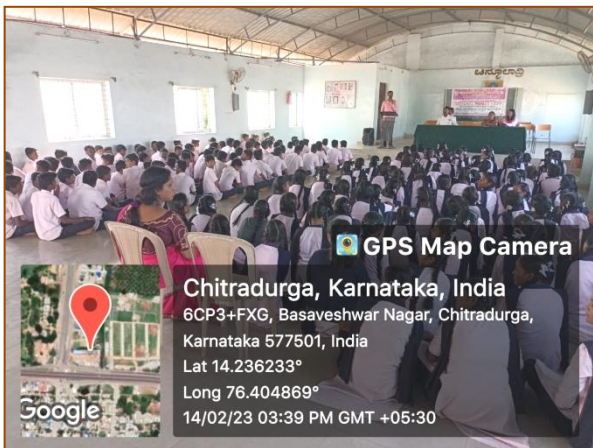 ಚಿನ್ಮೂಲಾದ್ರಿ
GPS Map Camera
Chitradurga, Karnataka, India
6CP3+FXG, Basaveshwar Nagar, Chitradurga,
Karnataka 577501, India
Lat 14.236233°
Long 76.404869°
14/02/23 03:39 PM GMT +05:30
Google